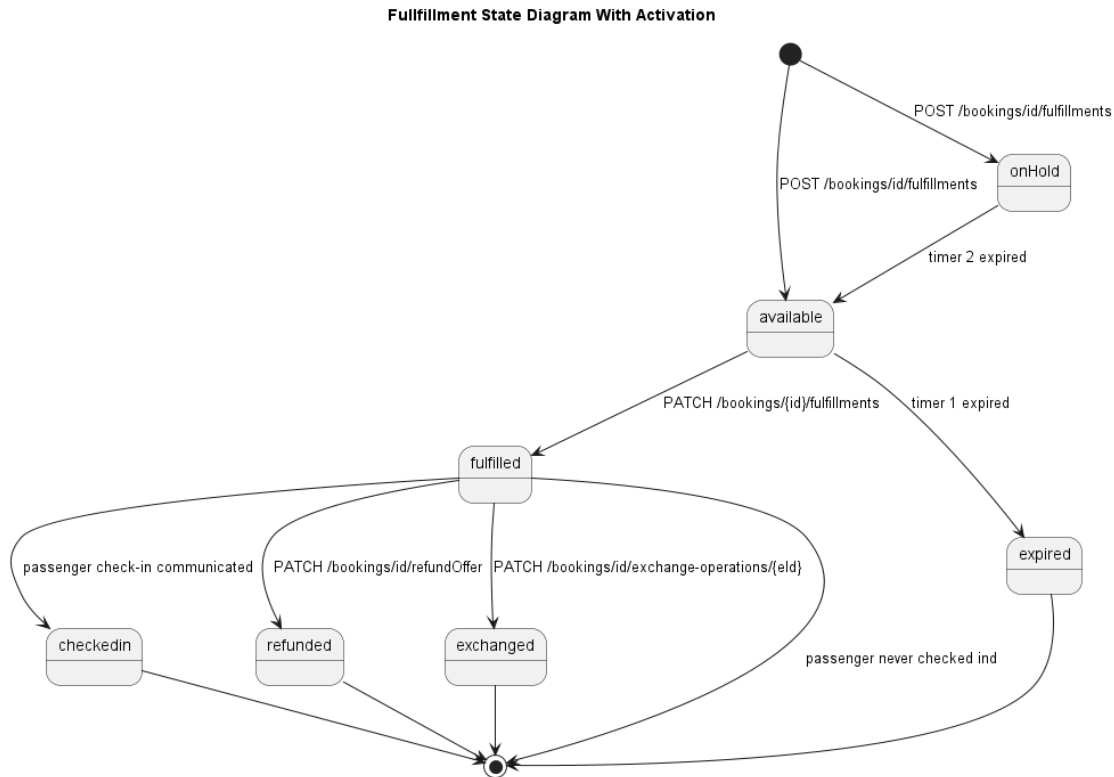 Fullfillment State Diagram With Activation
POST /bookings/id/fulfillments
onHold
POST /bookings/id/fulfillments
timer 2 expired
available
PATCH /bookings/{id}/fulfillments
timer 1 expired
fulfilled
expired
passenger check-in communicated
PATCH /bookings/id/refundOffer
PATCH /bookings/id/exchange-operations/{eId}
checkedin
refunded
exchanged
passenger never checked ind